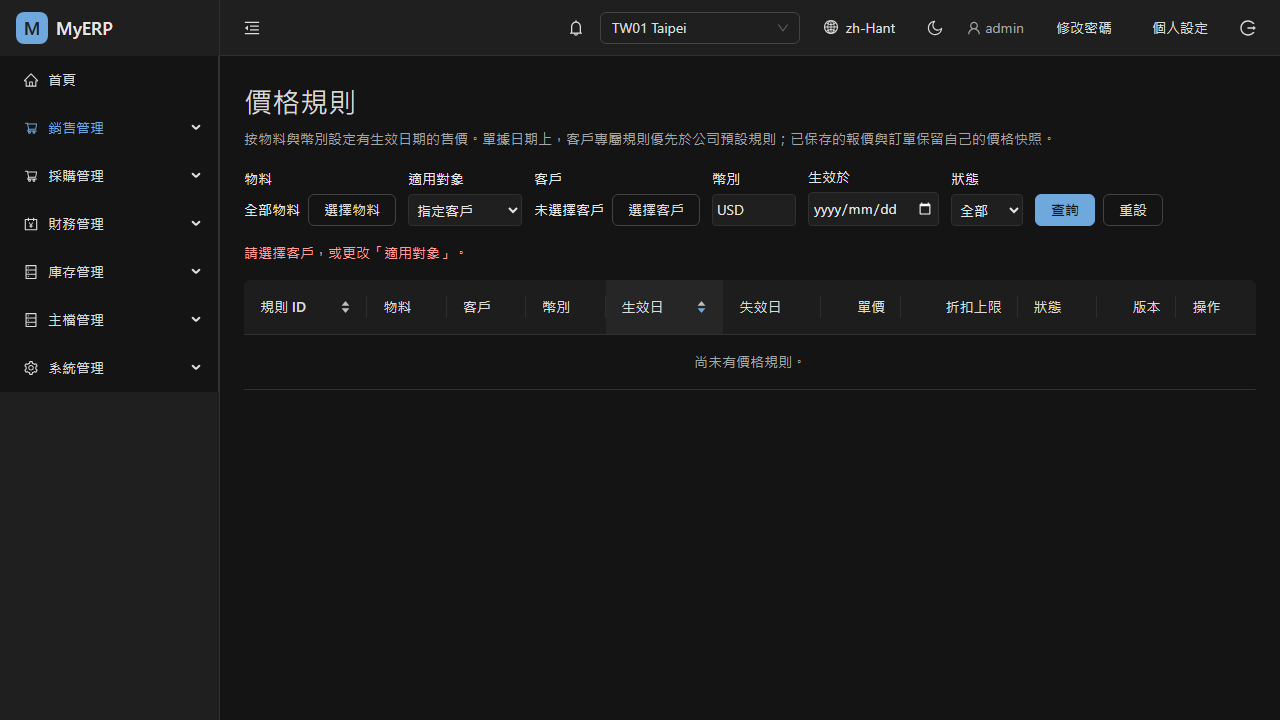 M MyERP
TW01 Taipei
zh-Hant
admin
修改密碼
個人設定
首頁
銷售管理
採購管理
財務管理
庫存管理
主檔管理
系統管理
價格規則
按物料與幣別設定有生效日期的售價。單據日期上，客戶專屬規則優先於公司預設規則；已保存的報價與訂單保留自己的價格快照。
物料 適用對象 客戶 幣別 生效於 狀態
全部物料 選擇物料 指定客戶 未選擇客戶 選擇客戶 USD yyyy/mm/dd 全部 查詢 重設
請選擇客戶，或更改「適用對象」。
規則 ID 物料 客戶 幣別 生效日 失效日 單價 折扣上限 狀態 版本 操作
尚未有價格規則。